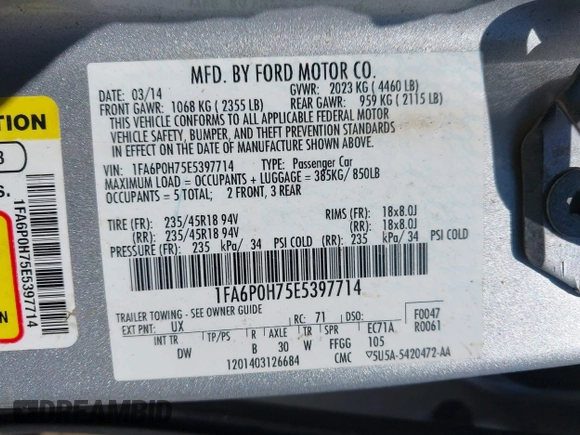 MFD. BY FORD MOTOR CO.
DATE: 03/14 GVWR: 2023 KG ( 4460 LB)
FRONT GAWR: 1068 KG ( 2355 LB) REAR GAWR: 959 KG ( 2115 LB)
THIS VEHICLE CONFORMS TO ALL APPLICABLE FEDERAL MOTOR
VEHICLE SAFETY, BUMPER, AND THEFT PREVENTION STANDARDS
IN EFFECT ON THE DATE OF MANUFACTURE SHOWN ABOVE.
VIN: 1FA6P0H75E5397714 TYPE: Passenger Car
MAXIMUM LOAD = OCCUPANTS + LUGGAGE = 385KG/ 850LB
OCCUPANTS = 5 TOTAL; 2 FRONT, 3 REAR
TIRE (FR): 235/45R18 94V RIMS (FR): 18x8.0J
(RR): 235/45R18 94V (RR): 18x8.0J
PRESSURE (FR): 235 kPa/ 34 PSI COLD (RR): 235 kPa/ 34 PSI COLD
1FA6P0H75E5397714
TRAILER TOWING - SEE OWNER GUIDE
EXT PNT: UX RC: 71 DSO: F0047
R0061
INT TR TP/PS R AXLE TR SPR EC71A
DW B 30 W FFGG 105
1201403126684 CMC 5U5A-5420472-AA
TION
3
S.
1FA6P0H75E5397714
N
DREAMBID